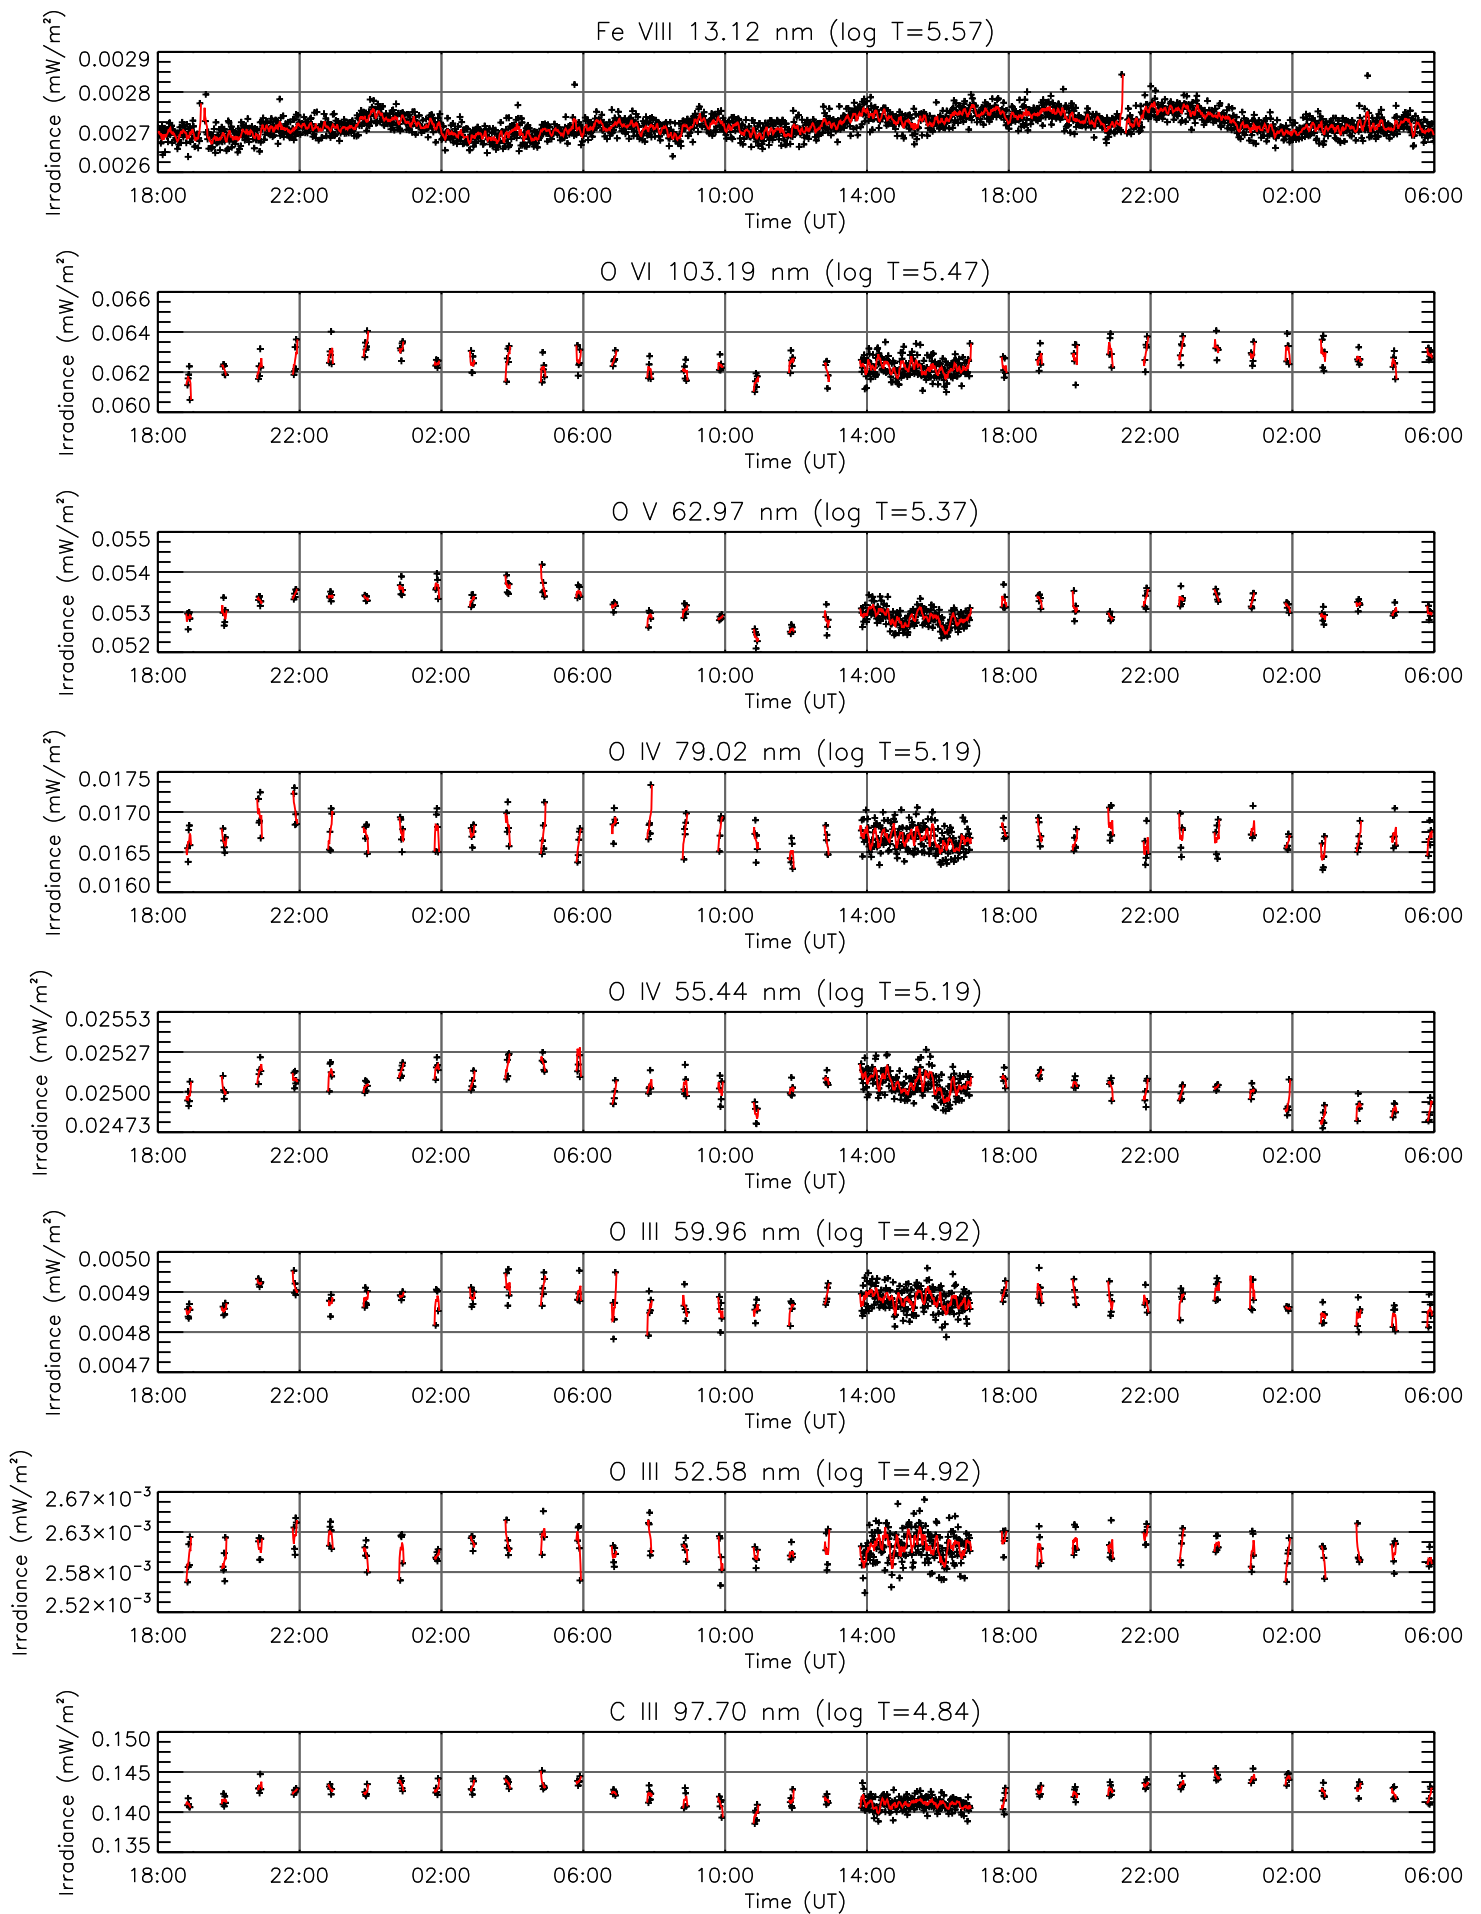 Fe VIII 13.12 nm (log T=5.57)
Irradiance (mW/m²)
0.0029
0.0028
0.0027
0.0026
18:00 22:00 02:00 06:00 10:00 14:00 18:00 22:00 02:00 06:00
Time (UT)
O VI 103.19 nm (log T=5.47)
Irradiance (mW/m²)
0.066
0.064
0.062
0.060
18:00 22:00 02:00 06:00 10:00 14:00 18:00 22:00 02:00 06:00
Time (UT)
O V 62.97 nm (log T=5.37)
Irradiance (mW/m²)
0.055
0.054
0.053
0.052
18:00 22:00 02:00 06:00 10:00 14:00 18:00 22:00 02:00 06:00
Time (UT)
O IV 79.02 nm (log T=5.19)
Irradiance (mW/m²)
0.0175
0.0170
0.0165
0.0160
18:00 22:00 02:00 06:00 10:00 14:00 18:00 22:00 02:00 06:00
Time (UT)
O IV 55.44 nm (log T=5.19)
Irradiance (mW/m²)
0.02553
0.02527
0.02500
0.02473
18:00 22:00 02:00 06:00 10:00 14:00 18:00 22:00 02:00 06:00
Time (UT)
O III 59.96 nm (log T=4.92)
Irradiance (mW/m²)
0.0050
0.0049
0.0048
0.0047
18:00 22:00 02:00 06:00 10:00 14:00 18:00 22:00 02:00 06:00
Time (UT)
O III 52.58 nm (log T=4.92)
Irradiance (mW/m²)
2.67×10⁻³
2.63×10⁻³
2.58×10⁻³
2.52×10⁻³
18:00 22:00 02:00 06:00 10:00 14:00 18:00 22:00 02:00 06:00
Time (UT)
C III 97.70 nm (log T=4.84)
Irradiance (mW/m²)
0.150
0.145
0.140
0.135
18:00 22:00 02:00 06:00 10:00 14:00 18:00 22:00 02:00 06:00
Time (UT)